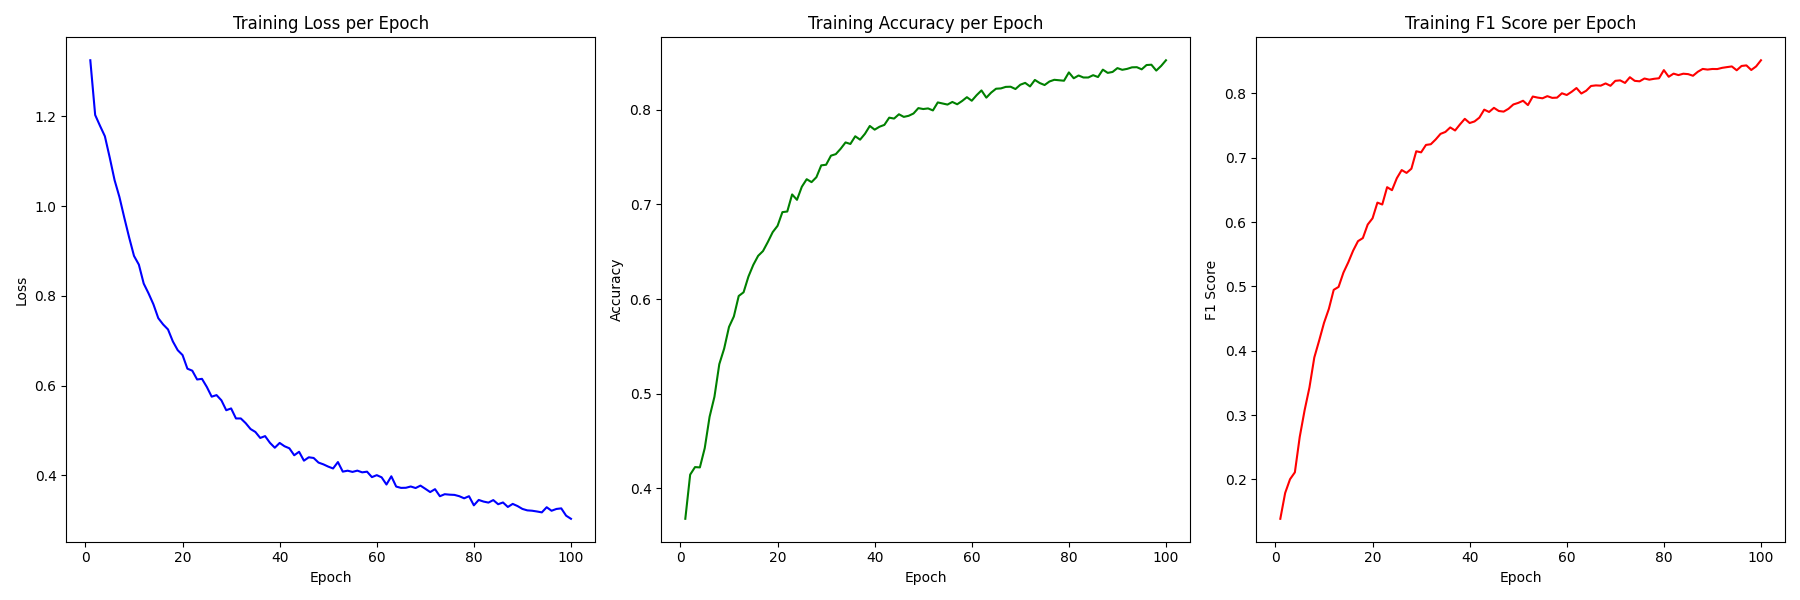 Training Loss per Epoch
Loss
1.2
1.0
0.8
0.6
0.4
0 20 40 60 80 100
Epoch
Training Accuracy per Epoch
Accuracy
0.8
0.7
0.6
0.5
0.4
0 20 40 60 80 100
Epoch
Training F1 Score per Epoch
F1 Score
0.8
0.7
0.6
0.5
0.4
0.3
0.2
0 20 40 60 80 100
Epoch